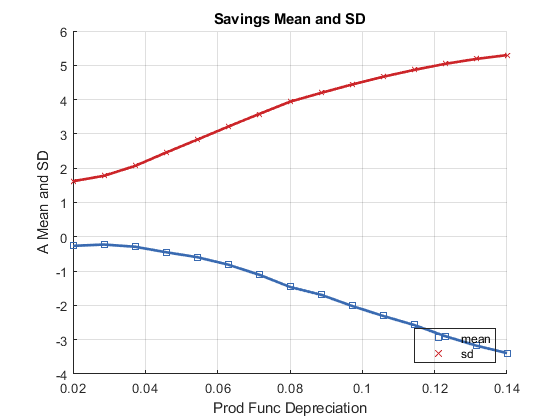 Savings Mean and SD
6
5
4
3
2
1
0
-1
-2
-3
-4
A Mean and SD
mean
sd
0.02 0.04 0.06 0.08 0.1 0.12 0.14
Prod Func Depreciation